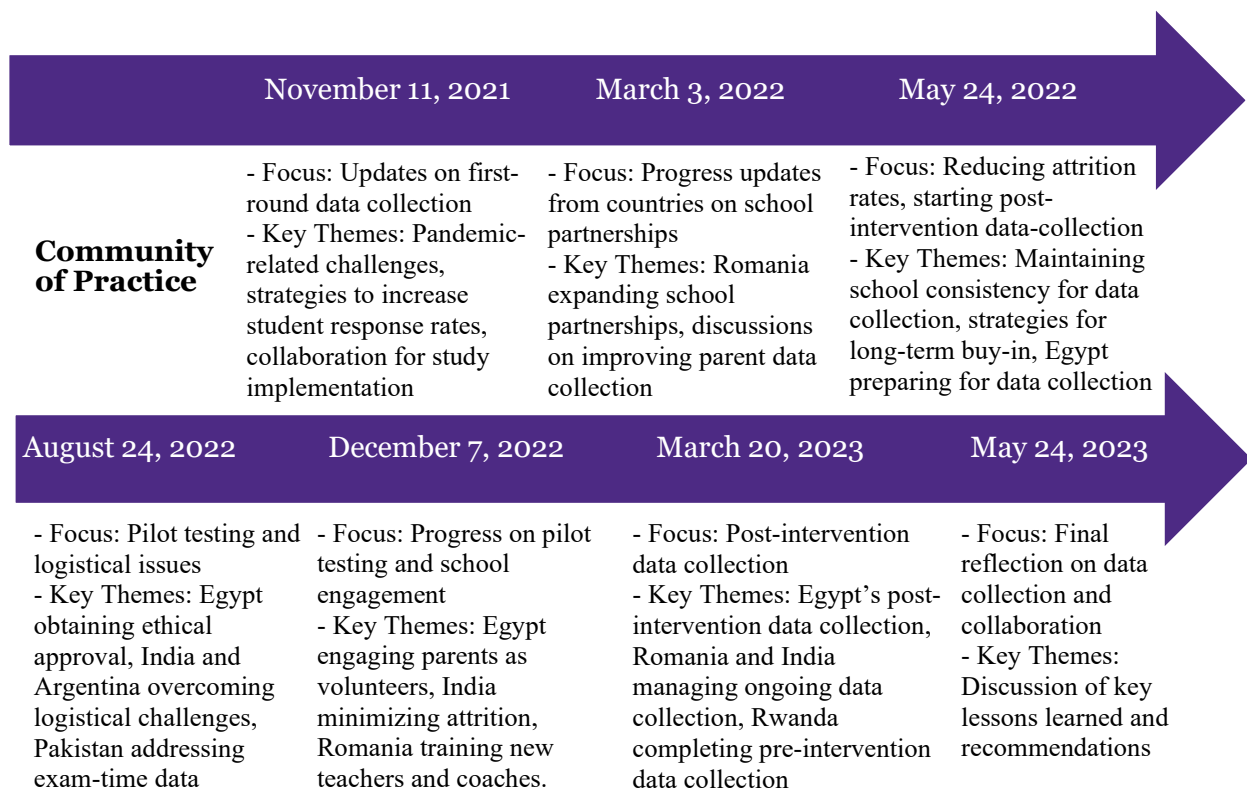 November 11, 2021
March 3, 2022
May 24, 2022
Community
of Practice
- Focus: Updates on first-
round data collection
- Key Themes: Pandemic-
related challenges,
strategies to increase
student response rates,
collaboration for study
implementation
- Focus: Progress updates
from countries on school
partnerships
- Key Themes: Romania
expanding school
partnerships, discussions
on improving parent data
collection
- Focus: Reducing attrition
rates, starting post-
intervention data-collection
- Key Themes: Maintaining
school consistency for data
collection, strategies for
long-term buy-in, Egypt
preparing for data collection
August 24, 2022
December 7, 2022
March 20, 2023
May 24, 2023
- Focus: Pilot testing and
logistical issues
- Key Themes: Egypt
obtaining ethical
approval, India and
Argentina overcoming
logistical challenges,
Pakistan addressing
exam-time data
- Focus: Progress on pilot
testing and school
engagement
- Key Themes: Egypt
engaging parents as
volunteers, India
minimizing attrition,
Romania training new
teachers and coaches.
- Focus: Post-intervention
data collection
- Key Themes: Egypt’s post-
intervention data collection,
Romania and India
managing ongoing data
collection, Rwanda
completing pre-intervention
data collection
- Focus: Final
reflection on data
collection and
collaboration
- Key Themes:
Discussion of key
lessons learned and
recommendations